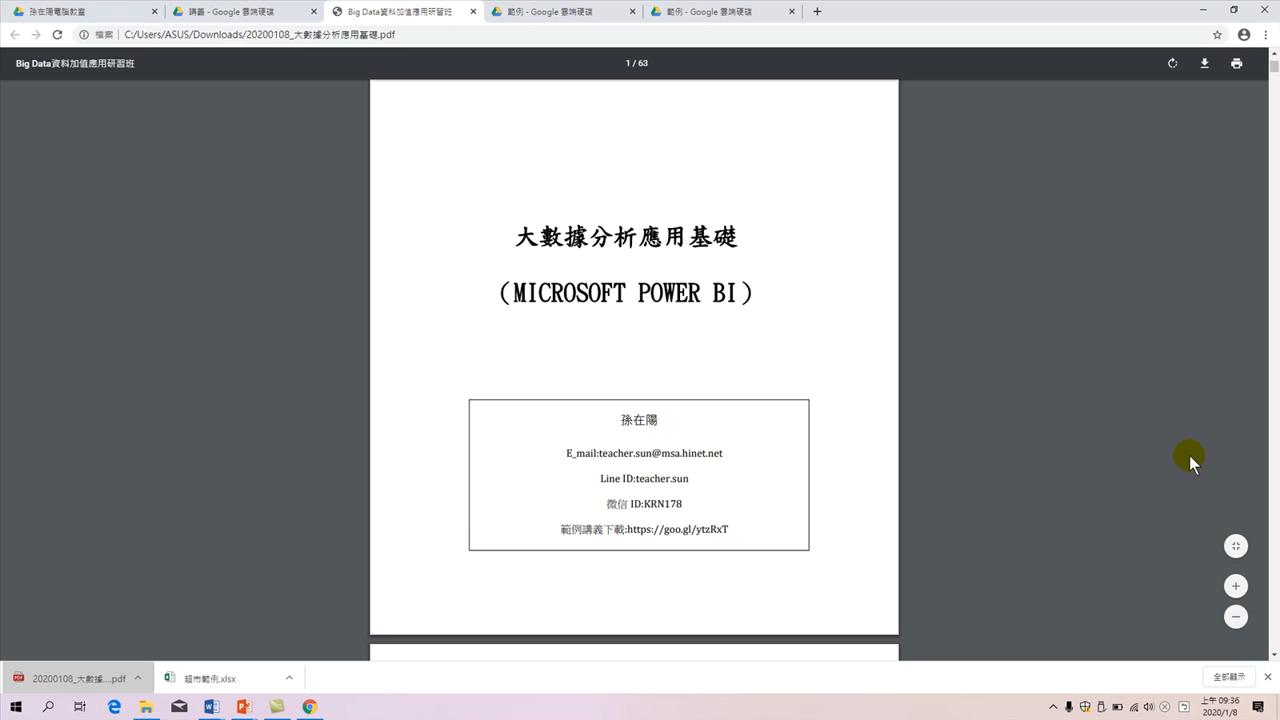 孫在陽電腦教室
講義 - Google 雲端硬碟
Big Data資料加值應用研習班
範例 - Google 雲端硬碟
範例 - Google 雲端硬碟
檔案
C:/Users/ASUS/Downloads/20200108_大數據分析應用基礎.pdf
Big Data資料加值應用研習班
1 / 63
大數據分析應用基礎
（MICROSOFT POWER BI）
孫在陽
E_mail:teacher.sun@msa.hinet.net
Line ID:teacher.sun
微信 ID:KRN178
範例講義下載:https://goo.gl/ytzRxT
20200108_大數據....pdf
超市範例.xlsx
全部顯示
上午 09:36
2020/1/8